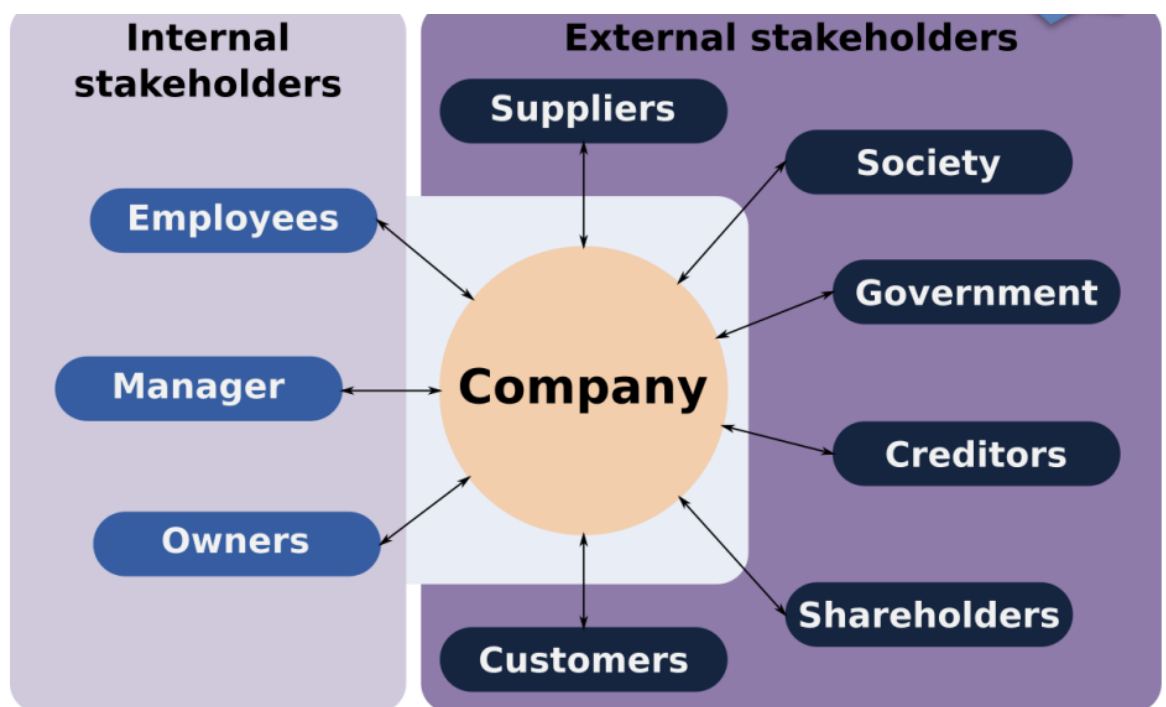 Internal
stakeholders
External stakeholders
Suppliers
Society
Employees
Government
Manager
Company
Creditors
Owners
Shareholders
Customers